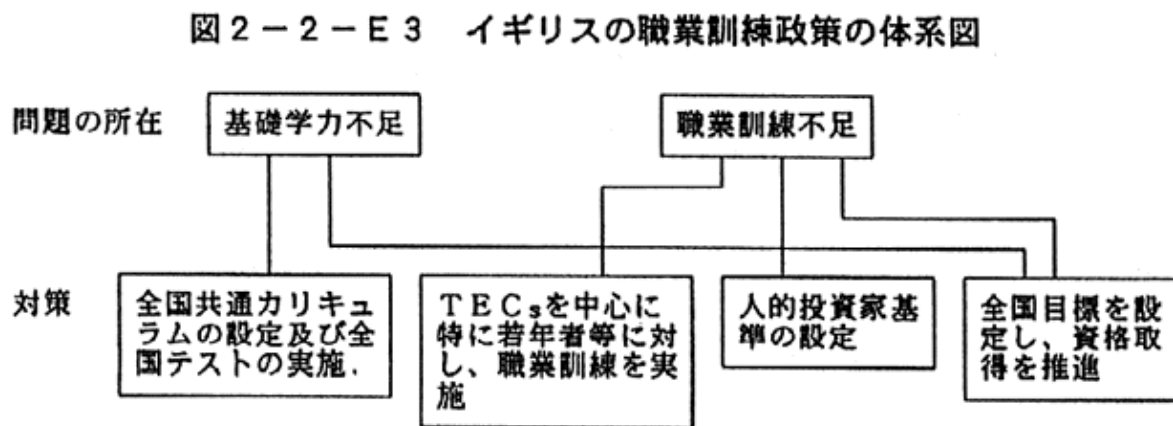 図2－2－E3　イギリスの職業訓練政策の体系図
問題の所在
基礎学力不足
職業訓練不足
対策
全国共通カリキュ
ラムの設定及び全
国テストの実施.
TECsを中心に
特に若年者等に対
し、職業訓練を実
施
人的投資家基
準の設定
全国目標を設
定し、資格取
得を推進